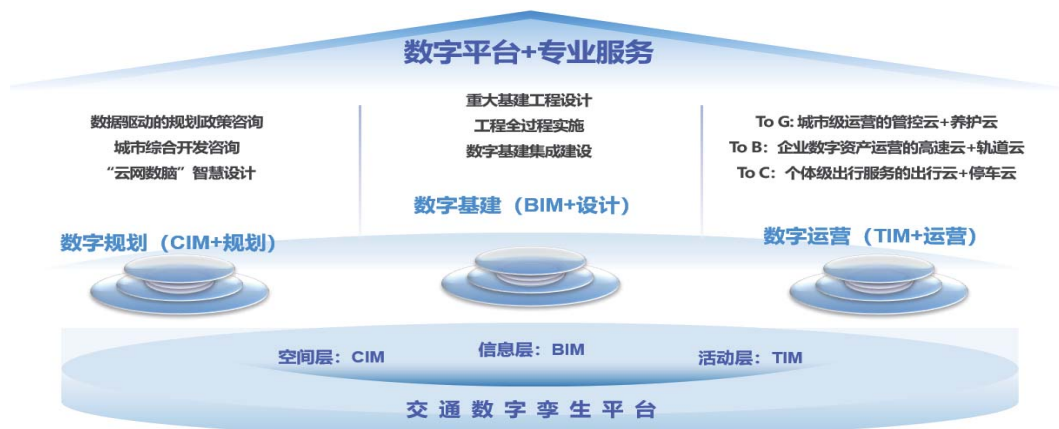 数字平台+专业服务
数据驱动的规划政策咨询
城市综合开发咨询
“云网数脑”智慧设计
数字规划（CIM+规划）
重大基建工程设计
工程全过程实施
数字基建集成建设
数字基建（BIM+设计）
To G: 城市级运营的管控云+养护云
To B：企业数字资产运营的高速云+轨道云
To C：个体级出行服务的出行云+停车云
数字运营（TIM+运营）
空间层：CIM
信息层：BIM
活动层：TIM
交通数字孪生平台